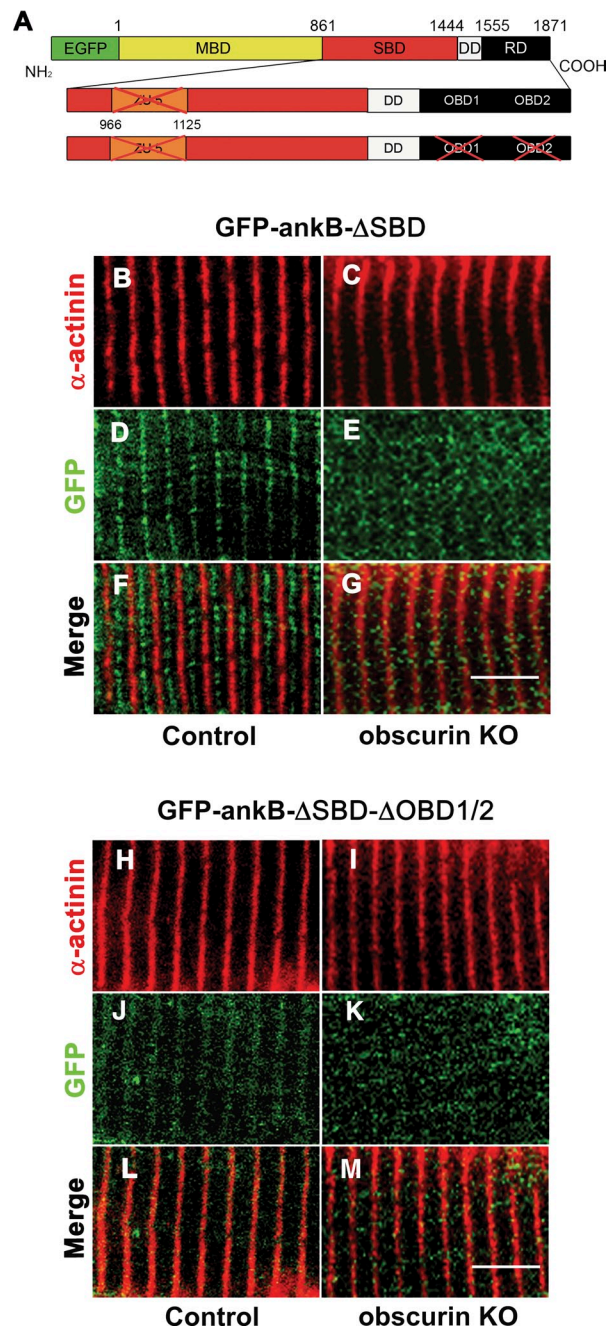 A
1 861 1444 1555 1871
EGFP MBD SBD DD RD
NH2 COOH
ZU-5 DD OBD1 OBD2
966 1125
ZU-5 DD OBD1 OBD2
GFP-ankB-ΔSBD
α-actinin B C
GFP D E
Merge F G
Control obscurin KO
GFP-ankB-ΔSBD-ΔOBD1/2
α-actinin H I
GFP J K
Merge L M
Control obscurin KO